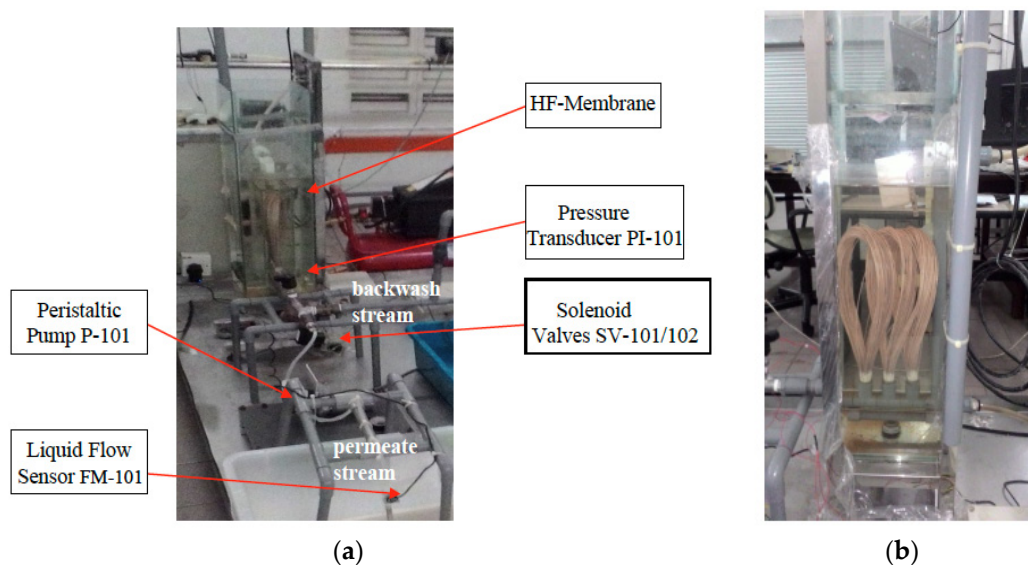 HF-Membrane
Pressure
Transducer PI-101
backwash
stream
Solenoid
Valves SV-101/102
Peristaltic
Pump P-101
permeate
stream
Liquid Flow
Sensor FM-101
(a)
(b)